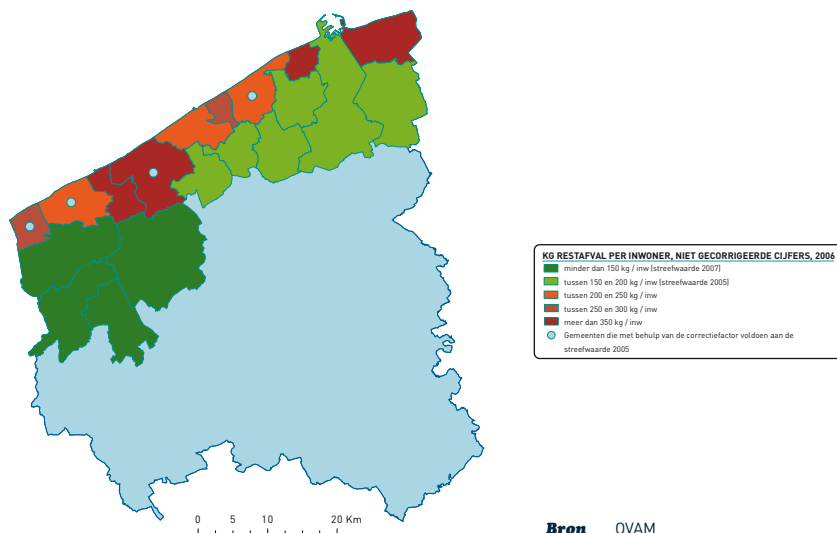 KG RESTAFVAL PER INWONER, NIET GECORRIGEERDE CIJFERS, 2006
minder dan 150 kg / inw (streefwaarde 2007)
tussen 150 en 200 kg / inw (streefwaarde 2005)
tussen 200 en 250 kg / inw
tussen 250 en 300 kg / inw
meer dan 350 kg / inw
Gemeenten die met behulp van de correctiefactor voldoen aan de
streefwaarde 2005
0 5 10 20 Km
Bron OVAM